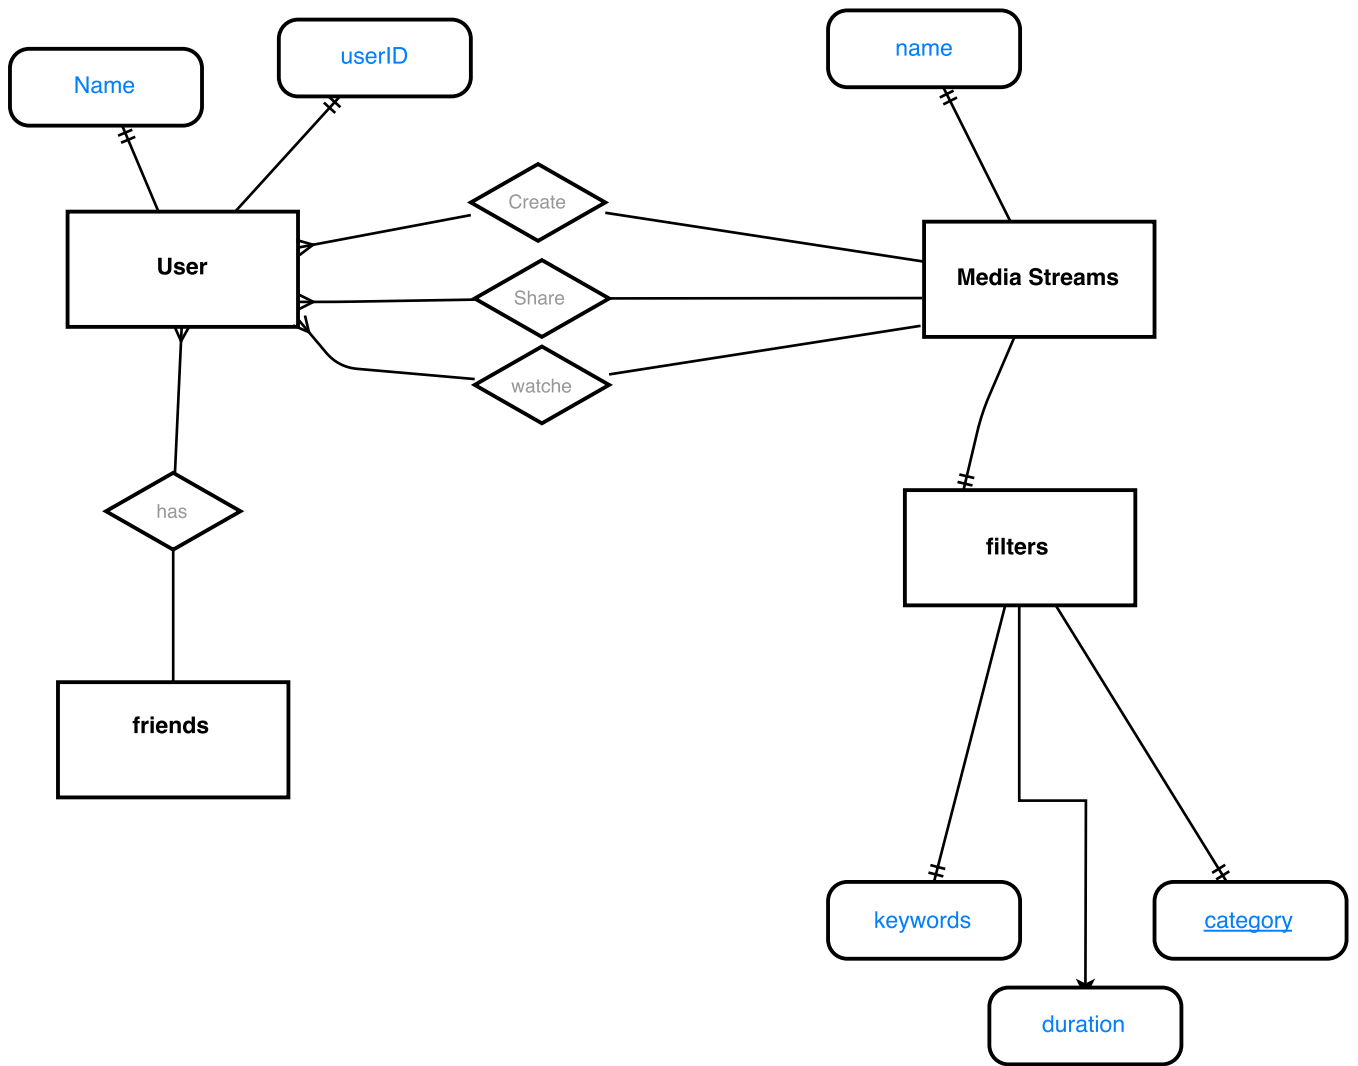 Name
userID
name
Create
User
Media Streams
Share
watche
has
filters
friends
keywords
category
duration